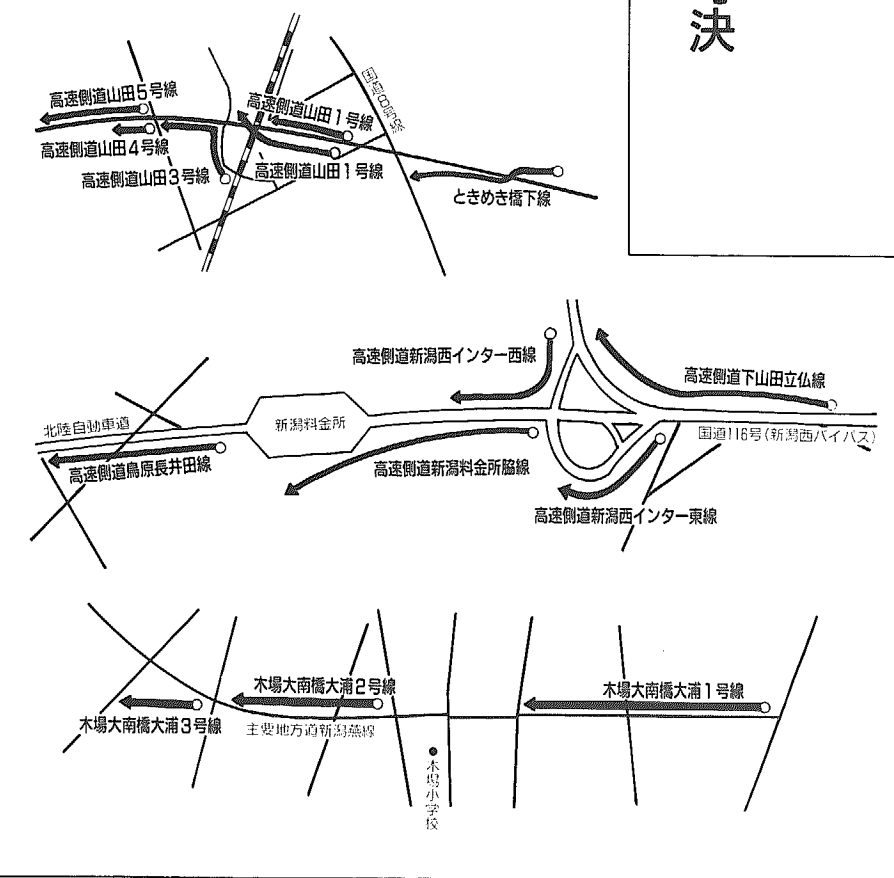 決
高速側道山田5号線
高速側道山田1号線
国道8号線
高速側道山田4号線
高速側道山田3号線
高速側道山田1号線
ときめき橋下線
高速側道新潟西インター西線
高速側道下山田立仏線
北陸自動車道
新潟料金所
国道116号(新潟西バイパス)
高速側道鳥原長井田線
高速側道新潟料金所脇線
高速側道新潟西インター東線
木場大南橋大浦2号線
木場大南橋大浦1号線
木場大南橋大浦3号線
主要地方道新潟燕線
木場小学校